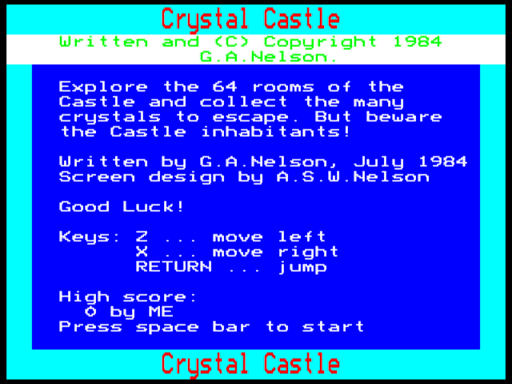 Crystal Castle
Written and (C) Copyright 1984
G.A.Nelson.
Explore the 64 rooms of the
Castle and collect the many
crystals to escape. But beware
the Castle inhabitants!
Written by G.A.Nelson, July 1984
Screen design by A.S.W.Nelson
Good Luck!
Keys: Z ... move left
X ... move right
RETURN ... jump
High score:
0 by ME
Press space bar to start
Crystal Castle